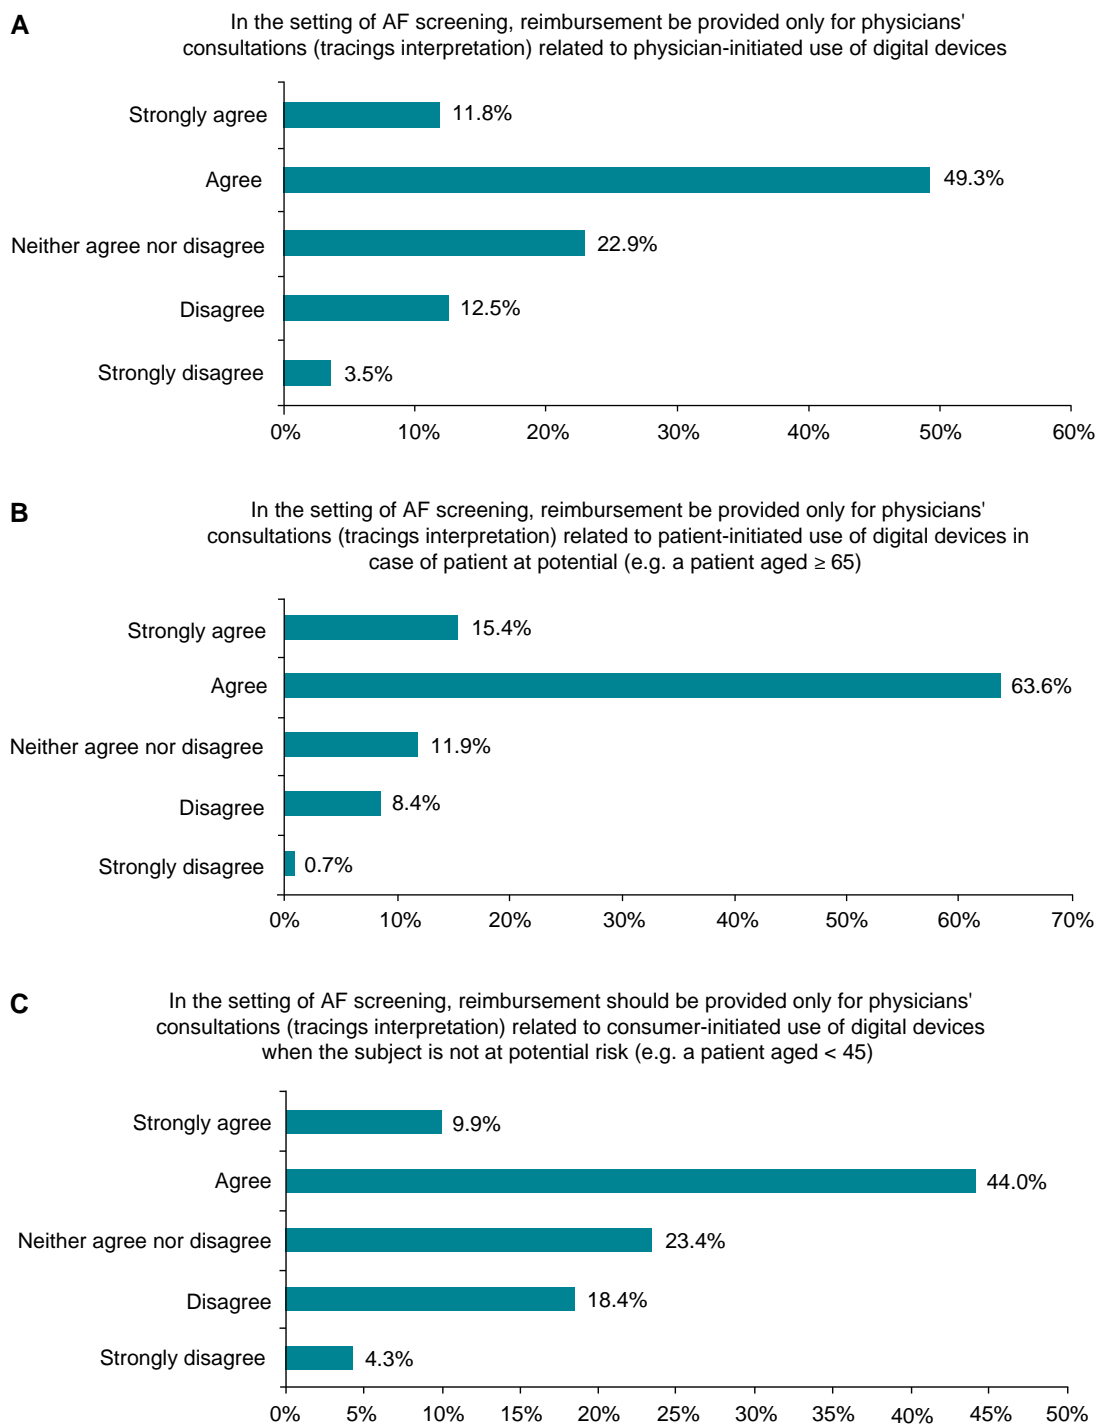 A
In the setting of AF screening, reimbursement be provided only for physicians'
consultations (tracings interpretation) related to physician-initiated use of digital devices
Strongly agree 11.8%
Agree 49.3%
Neither agree nor disagree 22.9%
Disagree 12.5%
Strongly disagree 3.5%
0% 10% 20% 30% 40% 50% 60%
B
In the setting of AF screening, reimbursement be provided only for physicians'
consultations (tracings interpretation) related to patient-initiated use of digital devices in
case of patient at potential (e.g. a patient aged ≥ 65)
Strongly agree 15.4%
Agree 63.6%
Neither agree nor disagree 11.9%
Disagree 8.4%
Strongly disagree 0.7%
0% 10% 20% 30% 40% 50% 60% 70%
C
In the setting of AF screening, reimbursement should be provided only for physicians'
consultations (tracings interpretation) related to consumer-initiated use of digital devices
when the subject is not at potential risk (e.g. a patient aged < 45)
Strongly agree 9.9%
Agree 44.0%
Neither agree nor disagree 23.4%
Disagree 18.4%
Strongly disagree 4.3%
0% 5% 10% 15% 20% 25% 30% 35% 40% 45% 50%